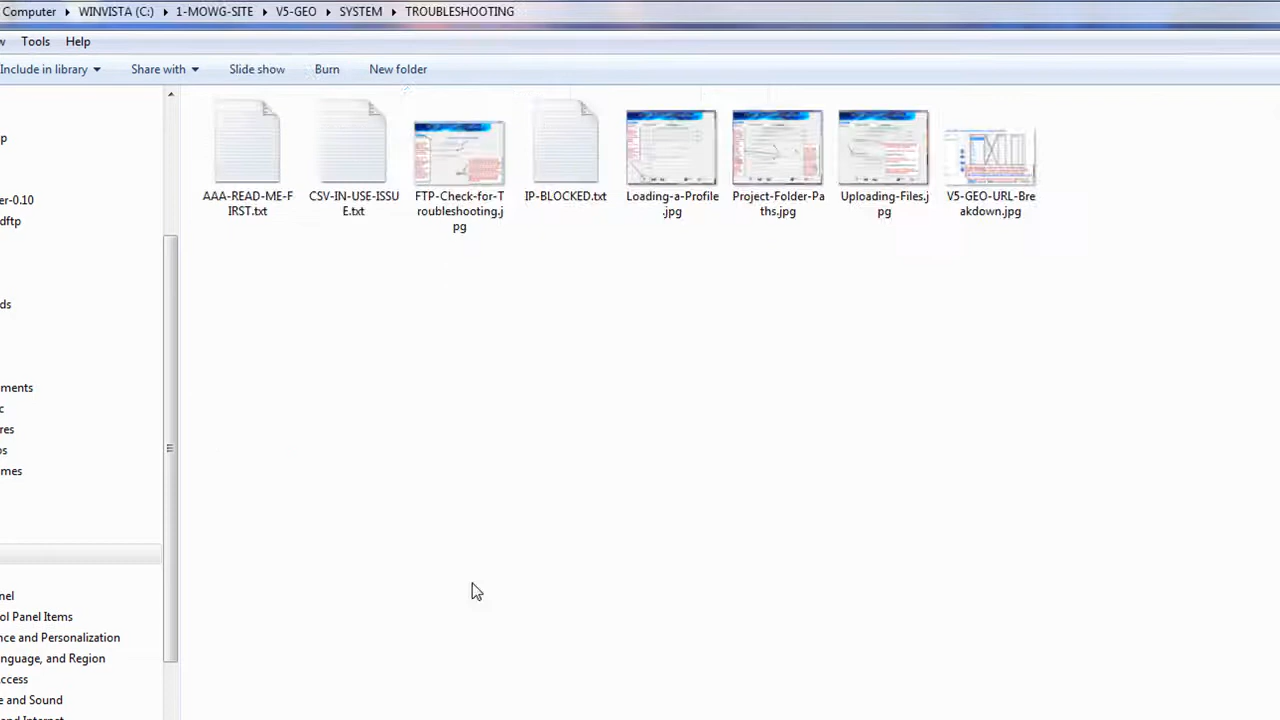 Computer ▸ WINVISTA (C:) ▸ 1-MOWG-SITE ▸ V5-GEO ▸ SYSTEM ▸ TROUBLESHOOTING
w Tools Help
Include in library Share with Slide show Burn New folder
AAA-READ-ME-F
IRST.txt
CSV-IN-USE-ISSU
E.txt
FTP-Check-for-T
roubleshooting.j
pg
IP-BLOCKED.txt
Loading-a-Profile
.jpg
Project-Folder-Pa
ths.jpg
Uploading-Files.j
pg
V5-GEO-URL-Bre
akdown.jpg
p
er-0.10
dftp
ds
ments
c
res
os
mes
nel
ol Panel Items
nce and Personalization
anguage, and Region
ccess
e and Sound
and Internet